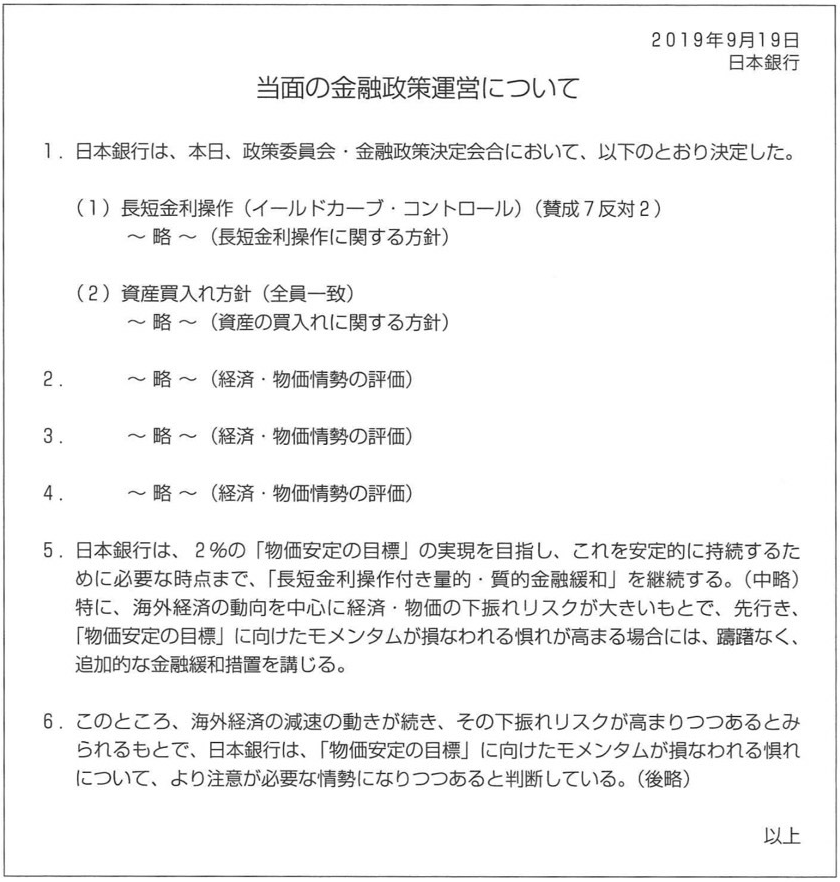 2019年9月19日
日本銀行
当面の金融政策運営について
1．日本銀行は、本日、政策委員会・金融政策決定会合において、以下のとおり決定した。
（1）長短金利操作（イールドカーブ・コントロール）（賛成7反対2）
～ 略 ～（長短金利操作に関する方針）
（2）資産買入れ方針（全員一致）
～ 略 ～（資産の買入れに関する方針）
2．　～ 略 ～（経済・物価情勢の評価）
3．　～ 略 ～（経済・物価情勢の評価）
4．　～ 略 ～（経済・物価情勢の評価）
5．日本銀行は、2％の「物価安定の目標」の実現を目指し、これを安定的に持続するた
めに必要な時点まで、「長短金利操作付き量的・質的金融緩和」を継続する。（中略）
特に、海外経済の動向を中心に経済・物価の下振れリスクが大きいもとで、先行き、
「物価安定の目標」に向けたモメンタムが損なわれる惧れが高まる場合には、躊躇なく、
追加的な金融緩和措置を講じる。
6．このところ、海外経済の減速の動きが続き、その下振れリスクが高まりつつあるとみ
られるもとで、日本銀行は、「物価安定の目標」に向けたモメンタムが損なわれる惧れ
について、より注意が必要な情勢になりつつあると判断している。（後略）
以上